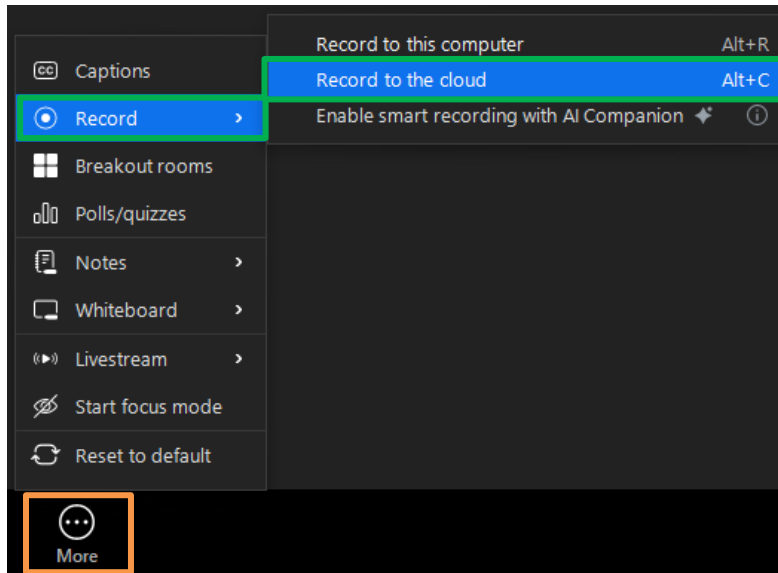 Record to this computer Alt+R
Record to the cloud Alt+C
Enable smart recording with AI Companion
CC Captions
Record
Breakout rooms
Polls/quizzes
Notes
Whiteboard
Livestream
Start focus mode
Reset to default
More